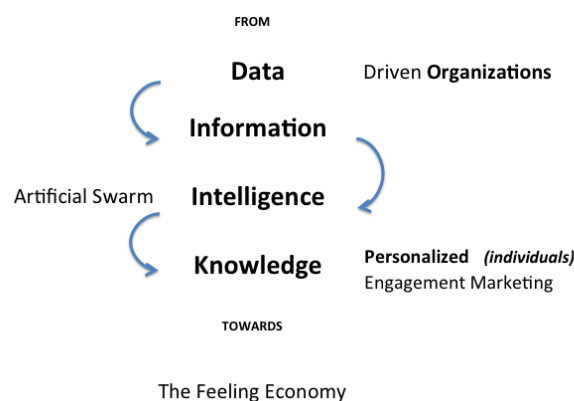 FROM
Data Driven Organizations
Information
Artificial Swarm Intelligence
Knowledge Personalized (individuals)
Engagement Marketing
TOWARDS
The Feeling Economy